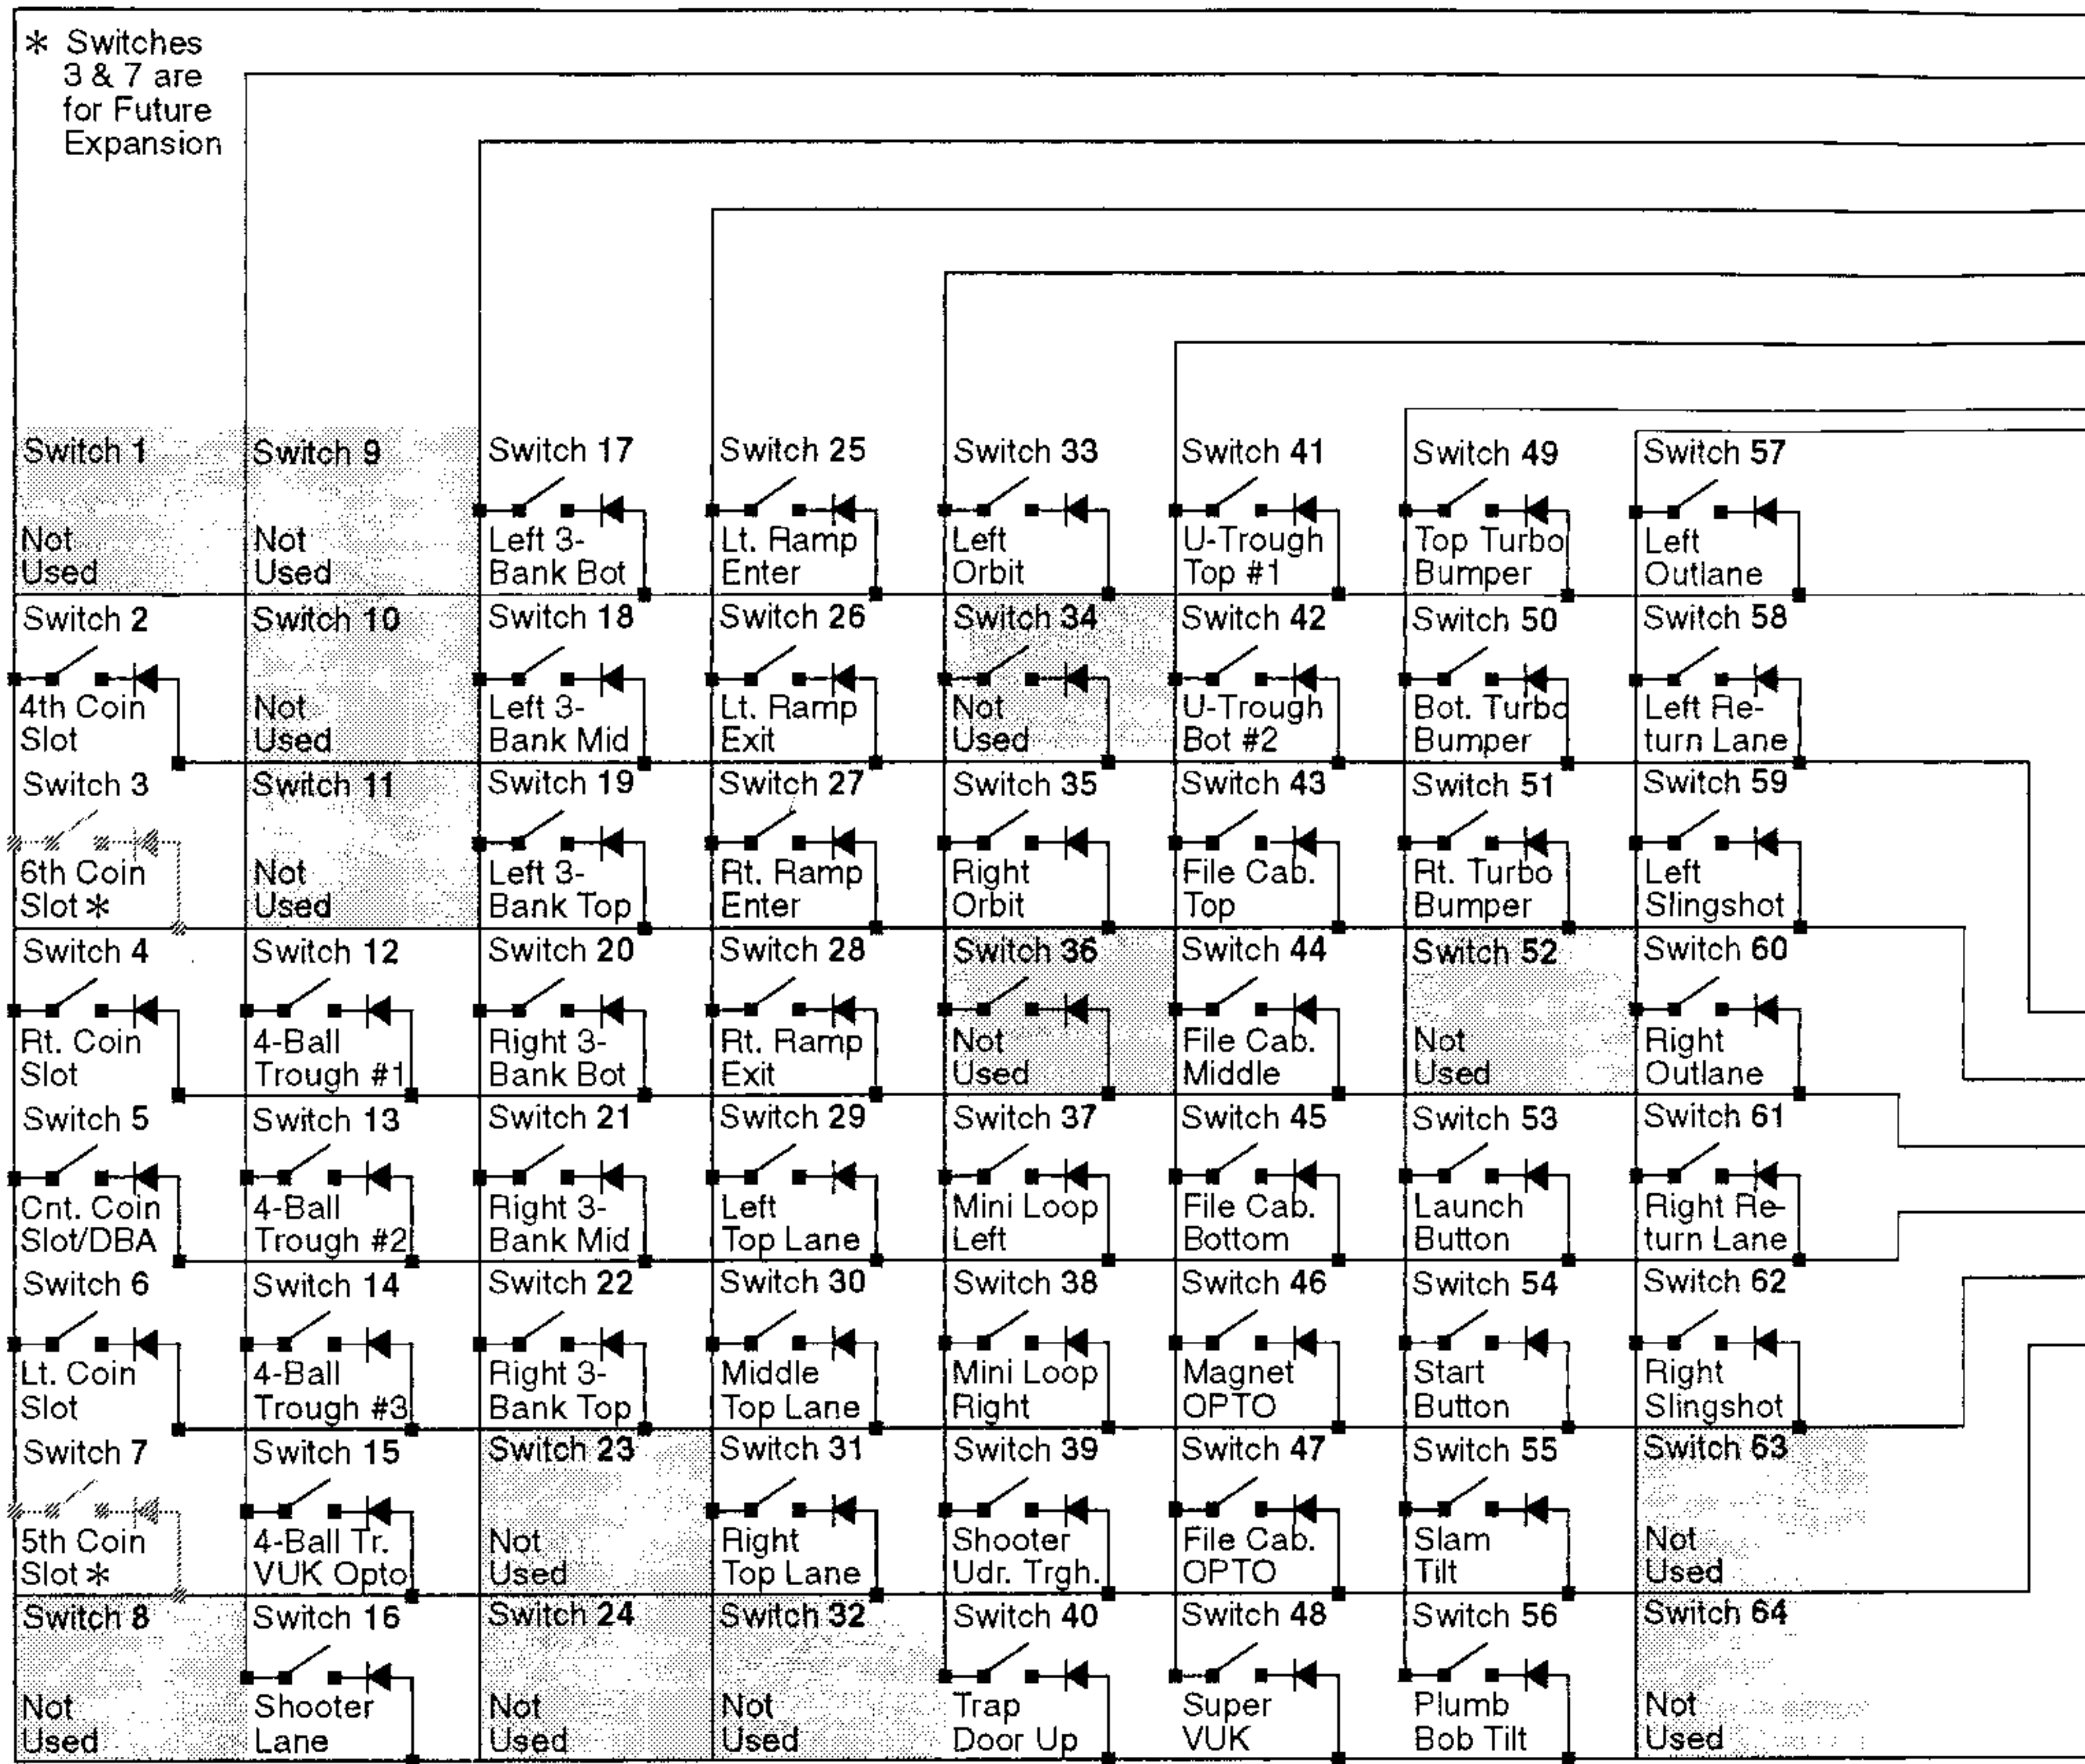 * Switches
3 & 7 are
for Future
Expansion
Switch 1
Not
Used
Switch 9
Not
Used
Switch 17
Left 3-
Bank Bot
Switch 25
Lt. Ramp
Enter
Switch 33
Left
Orbit
Switch 41
U-Trough
Top #1
Switch 49
Top Turbo
Bumper
Switch 57
Left
Outlane
Switch 2
4th Coin
Slot
Switch 10
Not
Used
Switch 18
Left 3-
Bank Mid
Switch 26
Lt. Ramp
Exit
Switch 34
Not
Used
Switch 42
U-Trough
Bot #2
Switch 50
Bot. Turbo
Bumper
Switch 58
Left Re-
turn Lane
Switch 3
6th Coin
Slot *
Switch 11
Not
Used
Switch 19
Left 3-
Bank Top
Switch 27
Rt. Ramp
Enter
Switch 35
Right
Orbit
Switch 43
File Cab.
Top
Switch 51
Rt. Turbo
Bumper
Switch 59
Left
Slingshot
Switch 4
Rt. Coin
Slot
Switch 12
4-Ball
Trough #1
Switch 20
Right 3-
Bank Bot
Switch 28
Rt. Ramp
Exit
Switch 36
Not
Used
Switch 44
File Cab.
Middle
Switch 52
Not
Used
Switch 60
Right
Outlane
Switch 5
Cnt. Coin
Slot/DBA
Switch 13
4-Ball
Trough #2
Switch 21
Right 3-
Bank Mid
Switch 29
Left
Top Lane
Switch 37
Mini Loop
Left
Switch 45
File Cab.
Bottom
Switch 53
Launch
Button
Switch 61
Right Re-
turn Lane
Switch 6
Lt. Coin
Slot
Switch 14
4-Ball
Trough #3
Switch 22
Right 3-
Bank Top
Switch 30
Middle
Top Lane
Switch 38
Mini Loop
Right
Switch 46
Magnet
OPTO
Switch 54
Start
Button
Switch 62
Right
Slingshot
Switch 7
5th Coin
Slot *
Switch 15
4-Ball Tr.
VUK Opto
Switch 23
Not
Used
Switch 31
Right
Top Lane
Switch 39
Shooter
Udr. Trgh.
Switch 47
File Cab.
OPTO
Switch 55
Slam
Tilt
Switch 63
Not
Used
Switch 8
Not
Used
Switch 16
Shooter
Lane
Switch 24
Not
Used
Switch 32
Not
Used
Switch 40
Trap
Door Up
Switch 48
Super
VUK
Switch 56
Plumb
Bob Tilt
Switch 64
Not
Used